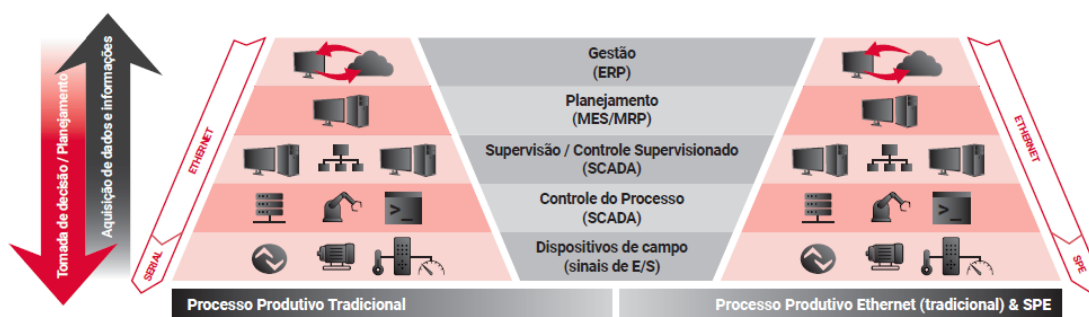 Tomada de decisão / Planejamento
Aquisição de dados e informações
ETHERNET
SERIAL
Gestão
(ERP)
Planejamento
(MES/MRP)
Supervisão / Controle Supervisionado
(SCADA)
Controle do Processo
(SCADA)
Dispositivos de campo
(sinais de E/S)
ETHERNET
SPE
Processo Produtivo Tradicional
Processo Produtivo Ethernet (tradicional) & SPE